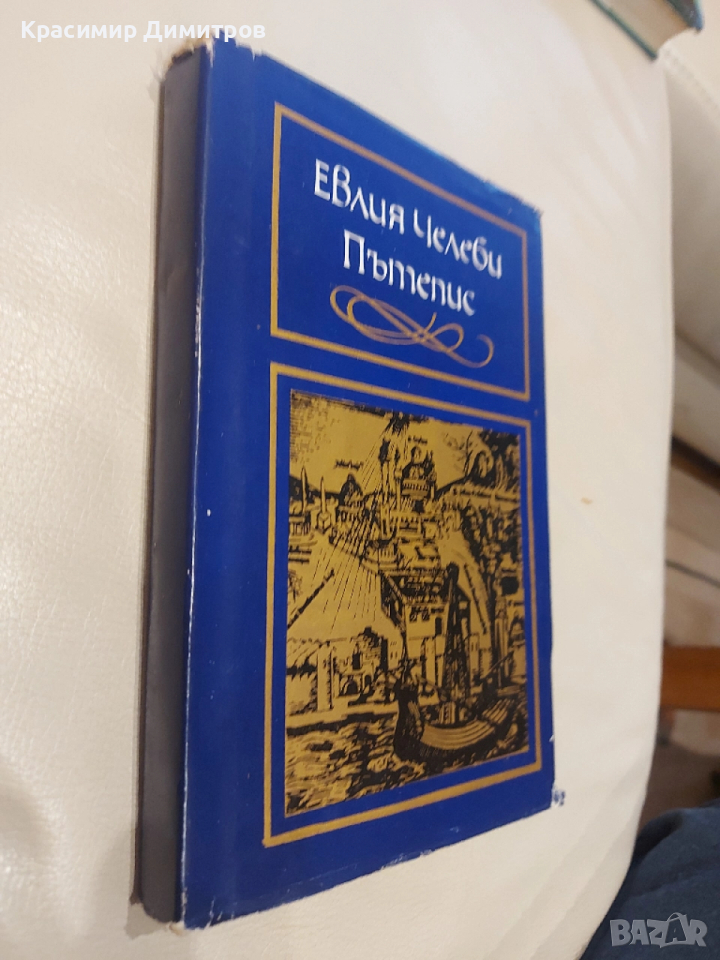 Красимир Димитров
Евлия Челеби
Пътепис
BAZAR